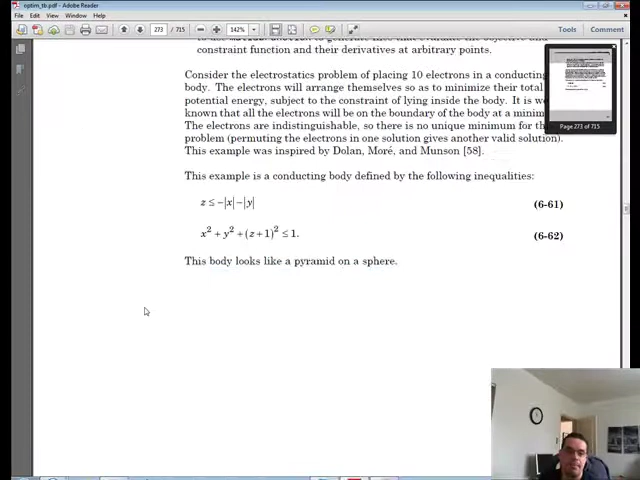 optim_tb.pdf - Adobe Reader
File Edit View Window Help
273 / 715 142% Tools Comment
constraint function and their derivatives at arbitrary points.
Consider the electrostatics problem of placing 10 electrons in a conducting
body. The electrons will arrange themselves so as to minimize their total
potential energy, subject to the constraint of lying inside the body. It is we
known that all the electrons will be on the boundary of the body at a minim
The electrons are indistinguishable, so there is no unique minimum for th
problem (permuting the electrons in one solution gives another valid solution).
This example was inspired by Dolan, Moré, and Munson [58].
Page 273 of 715
This example is a conducting body defined by the following inequalities:
z ≤ -|x| - |y| (6-61)
x² + y² + (z + 1)² ≤ 1. (6-62)
This body looks like a pyramid on a sphere.